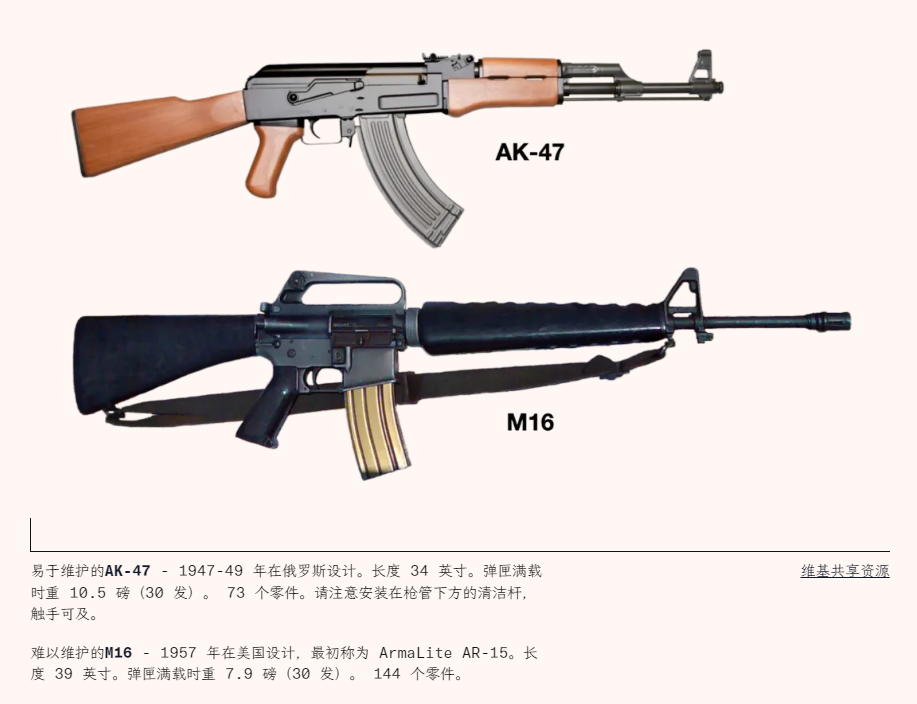 AK-47
M16
易于维护的AK-47 - 1947-49 年在俄罗斯设计。长度 34 英寸。弹匣满载
时重 10.5 磅（30 发）。 73 个零件。请注意安装在枪管下方的清洁杆，
触手可及。
维基共享资源
难以维护的M16 - 1957 年在美国设计，最初称为 ArmaLite AR-15。长
度 39 英寸。弹匣满载时重 7.9 磅（30 发）。 144 个零件。